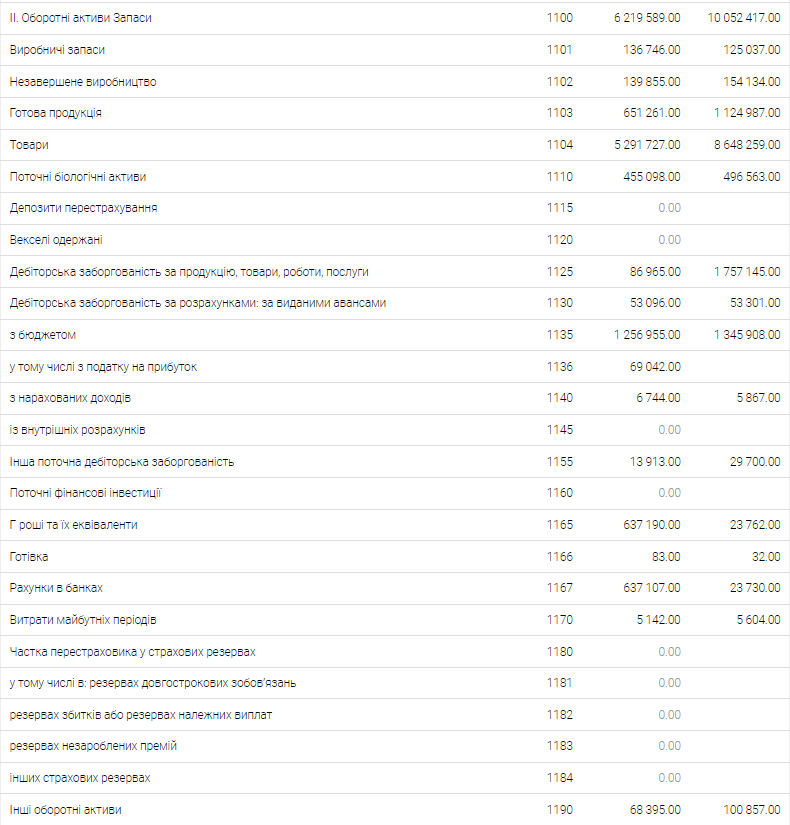 II. Оборотні активи Запаси 1100 6 219 589.00 10 052 417.00
Виробничі запаси 1101 136 746.00 125 037.00
Незавершене виробництво 1102 139 855.00 154 134.00
Готова продукція 1103 651 261.00 1 124 987.00
Товари 1104 5 291 727.00 8 648 259.00
Поточні біологічні активи 1110 455 098.00 496 563.00
Депозити перестрахування 1115 0.00
Векселі одержані 1120 0.00
Дебіторська заборгованість за продукцію, товари, роботи, послуги 1125 86 965.00 1 757 145.00
Дебіторська заборгованість за розрахунками: за виданими авансами 1130 53 096.00 53 301.00
з бюджетом 1135 1 256 955.00 1 345 908.00
у тому числі з податку на прибуток 1136 69 042.00
з нарахованих доходів 1140 6 744.00 5 867.00
із внутрішніх розрахунків 1145 0.00
Інша поточна дебіторська заборгованість 1155 13 913.00 29 700.00
Поточні фінансові інвестиції 1160 0.00
Г роші та їх еквіваленти 1165 637 190.00 23 762.00
Готівка 1166 83.00 32.00
Рахунки в банках 1167 637 107.00 23 730.00
Витрати майбутніх періодів 1170 5 142.00 5 604.00
Частка перестраховика у страхових резервах 1180 0.00
у тому числі в: резервах довгострокових зобов'язань 1181 0.00
резервах збитків або резервах належних виплат 1182 0.00
резервах незароблених премій 1183 0.00
інших страхових резервах 1184 0.00
Інші оборотні активи 1190 68 395.00 100 857.00